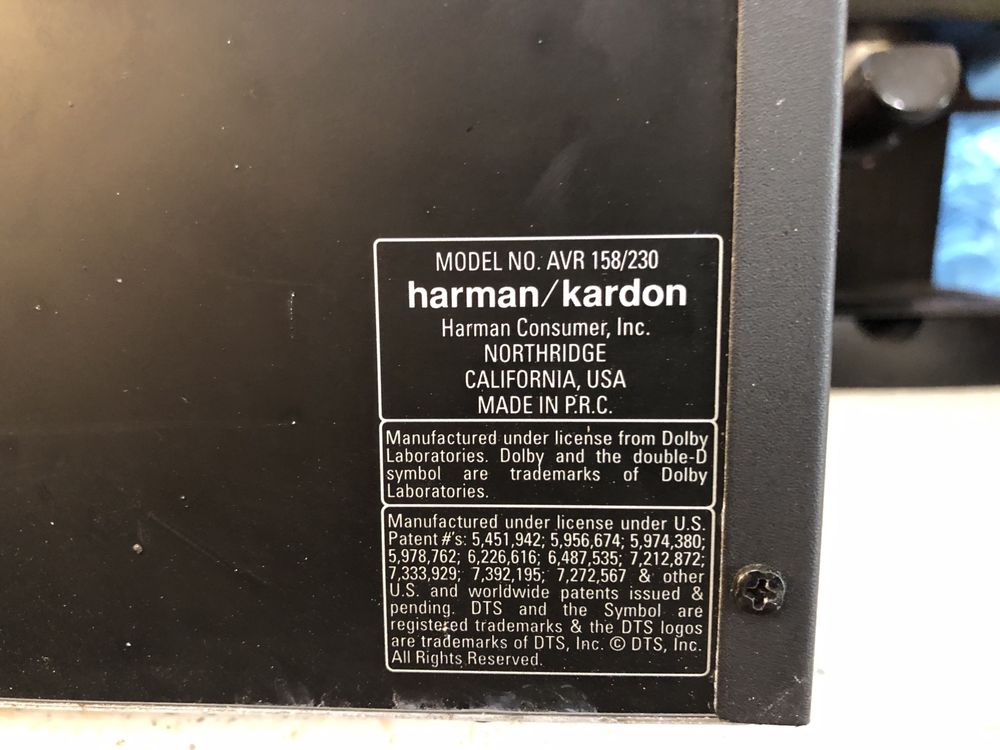 MODEL NO. AVR 158/230
harman/kardon
Harman Consumer, Inc.
NORTHRIDGE
CALIFORNIA, USA
MADE IN P.R.C.
Manufactured under license from Dolby
Laboratories. Dolby and the double-D
symbol are trademarks of Dolby
Laboratories.
Manufactured under license under U.S.
Patent #'s: 5,451,942; 5,956,674; 5,974,380;
5,978,762; 6,226,616; 6,487,535; 7,212,872;
7,333,929; 7,392,195; 7,272,567 & other
U.S. and worldwide patents issued &
pending. DTS and the Symbol are
registered trademarks & the DTS logos
are trademarks of DTS, Inc. © DTS, Inc.
All Rights Reserved.